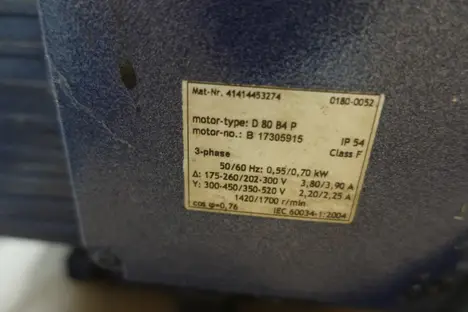 Mat-Nr. 41414453274 0180-0052
motor-type: D 80 B4 P
motor-no.: B 17305915 IP 54
3-phase Class F
50/60 Hz: 0,55/0,70 kW
Δ: 175-260/202-300 V 3,80/3,90 A
Y: 300-450/350-520 V 2,20/2,25 A
1420/1700 r/min
cos φ=0,76 IEC 60034-1:2004